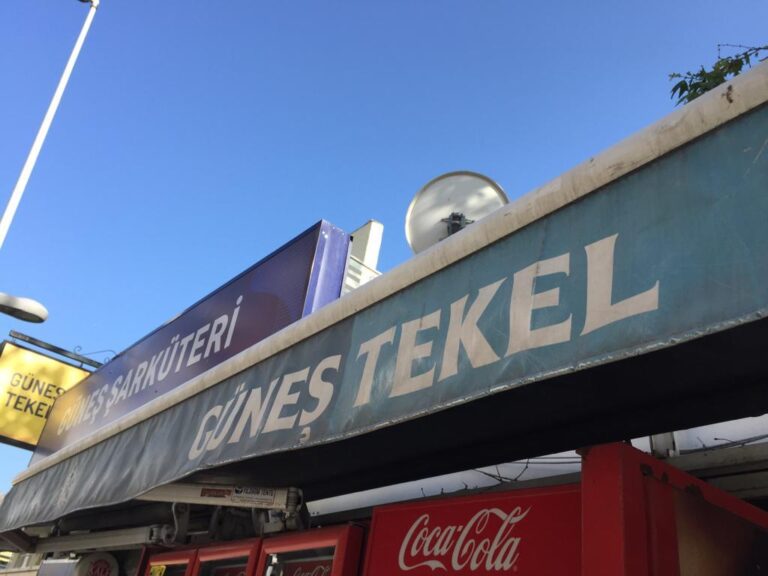 GÜNEŞ ŞARKÜTERİ
GÜNEŞ
TEKEL
GÜNEŞ TEKEL
Coca-Cola